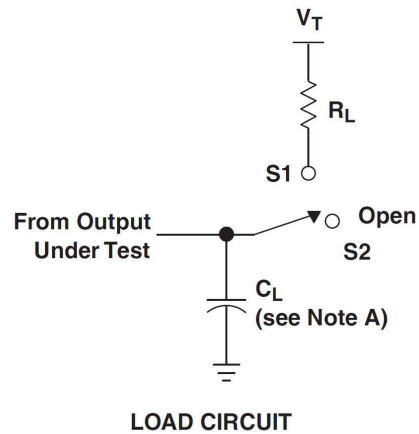 VT
RL
S1
From Output
Under Test
Open
S2
CL
(see Note A)
LOAD CIRCUIT